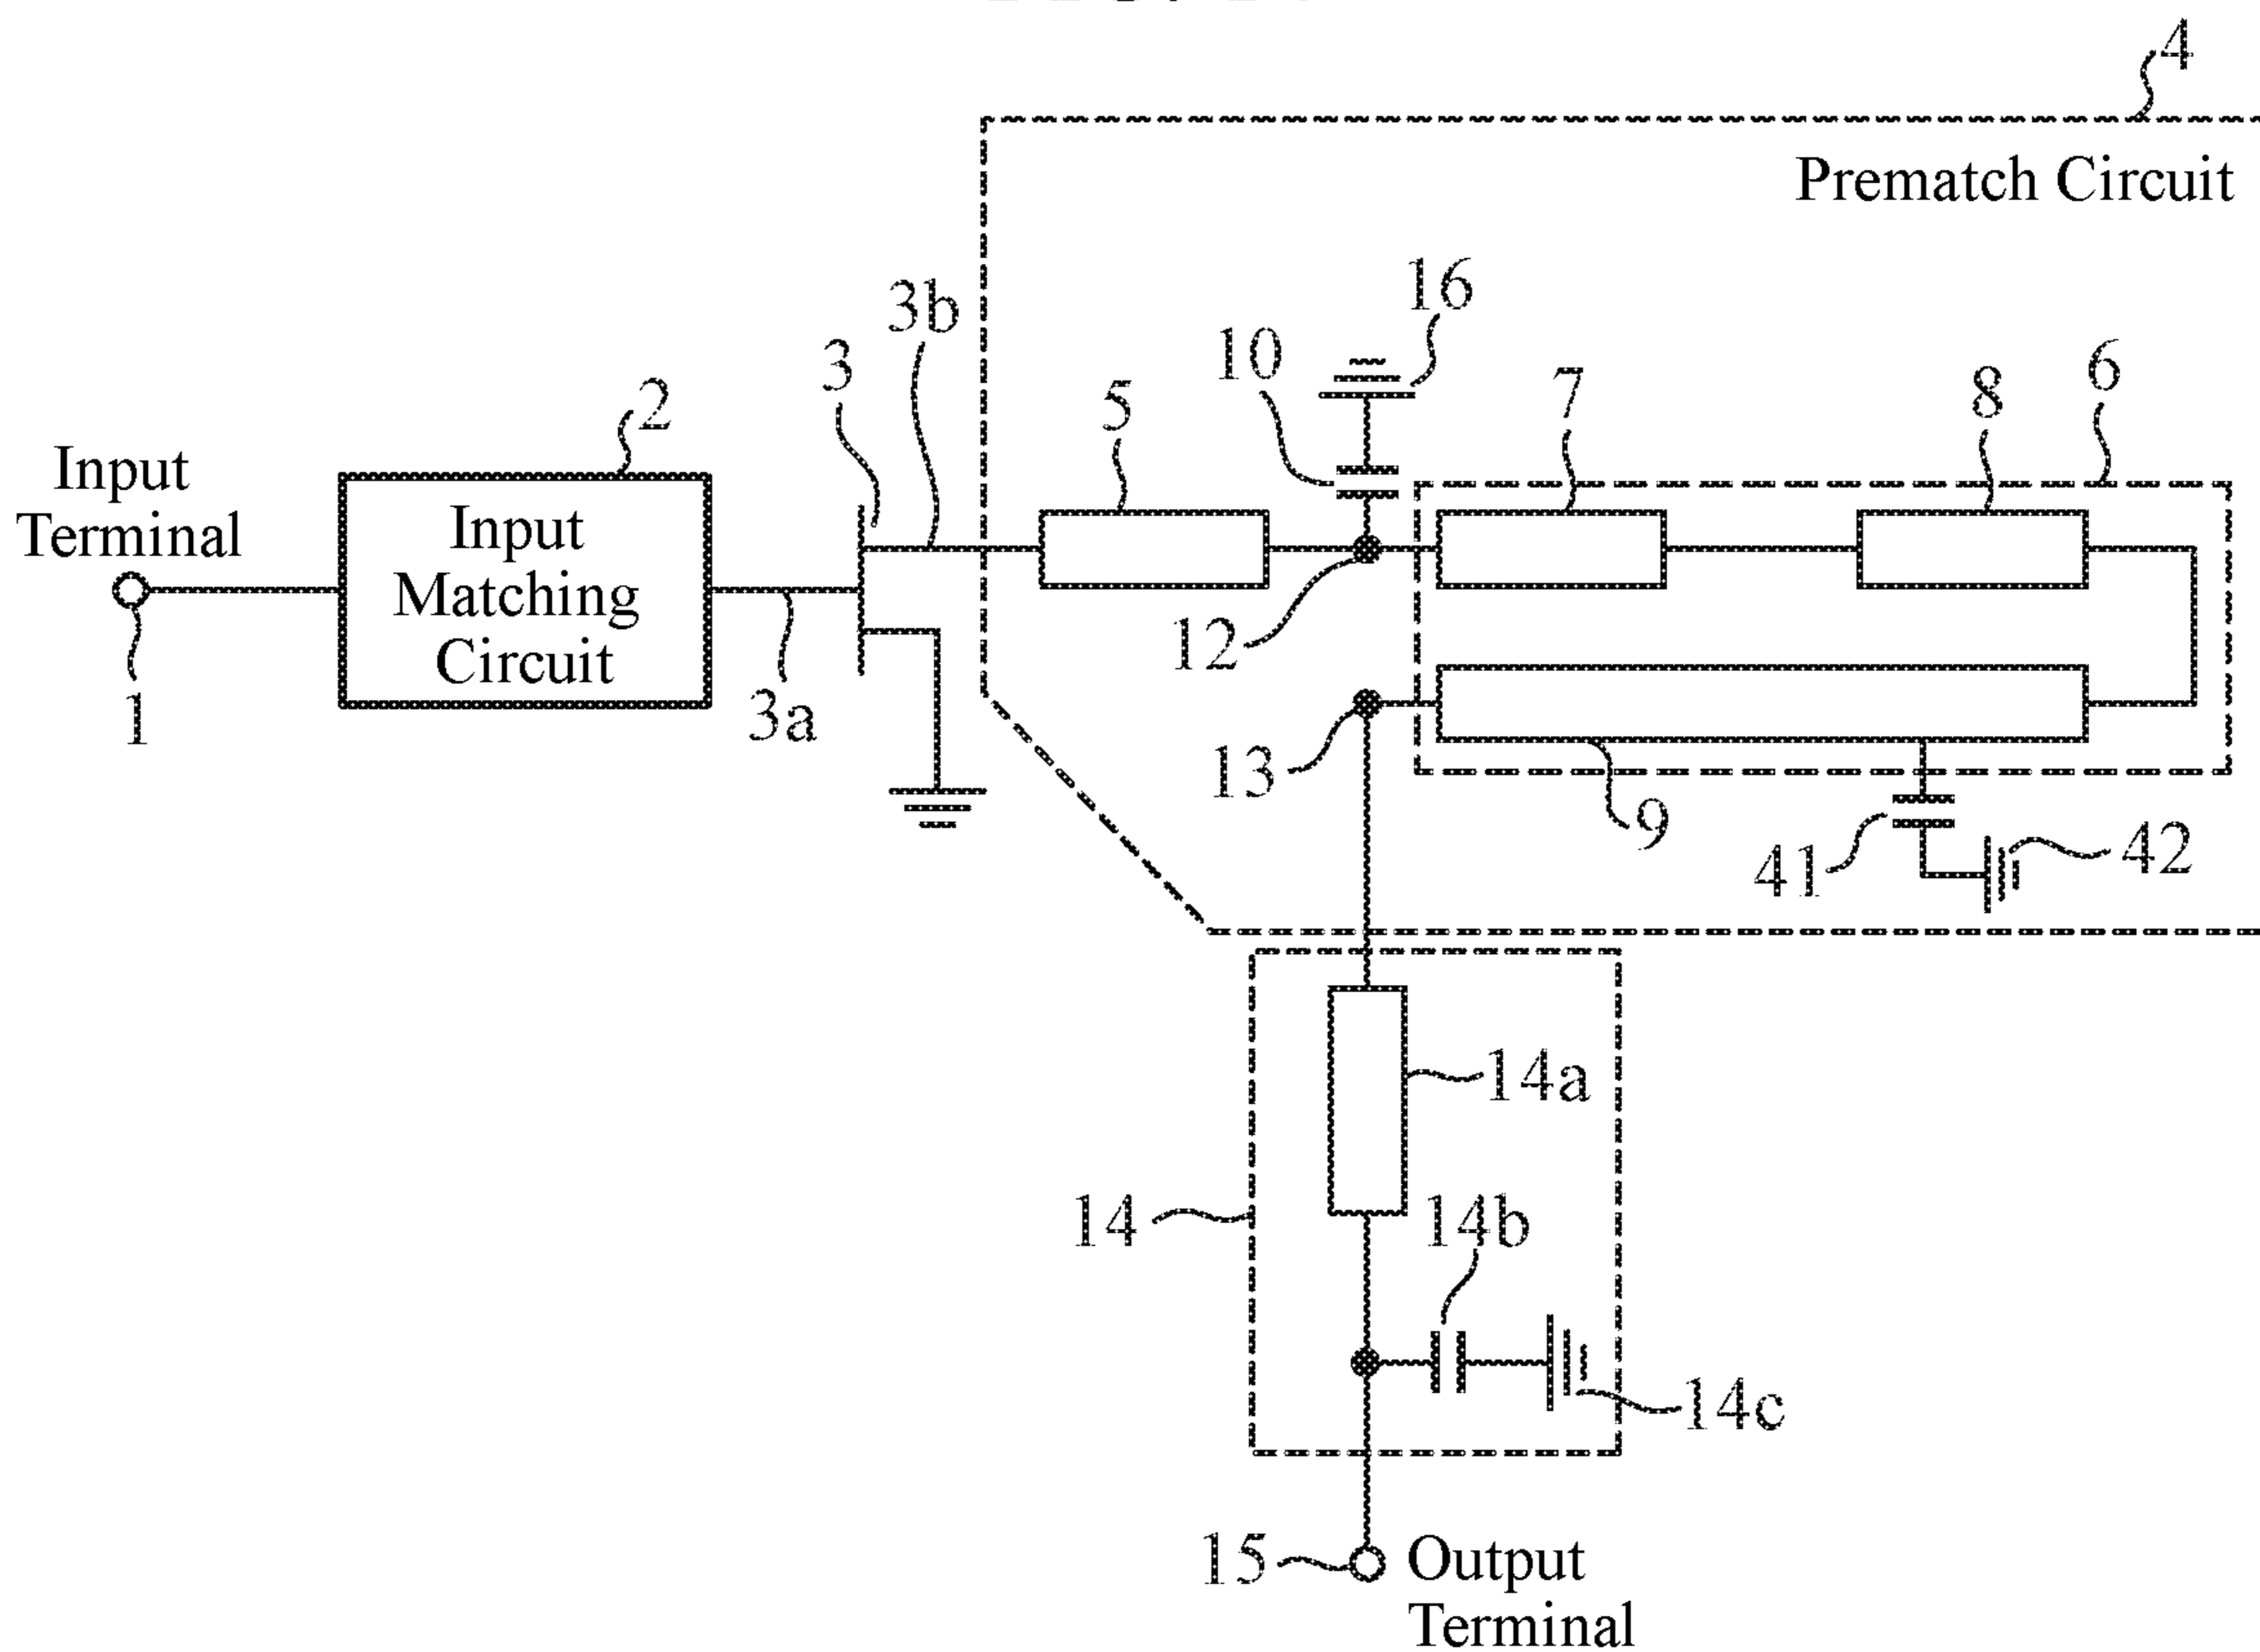 4
Prematch Circuit
16
3b
10
3
7
8
6
5
2
Input
Terminal
Input
Matching
Circuit
12
1
3a
13
9
41
42
14a
14
14b
14c
15
Output
Terminal